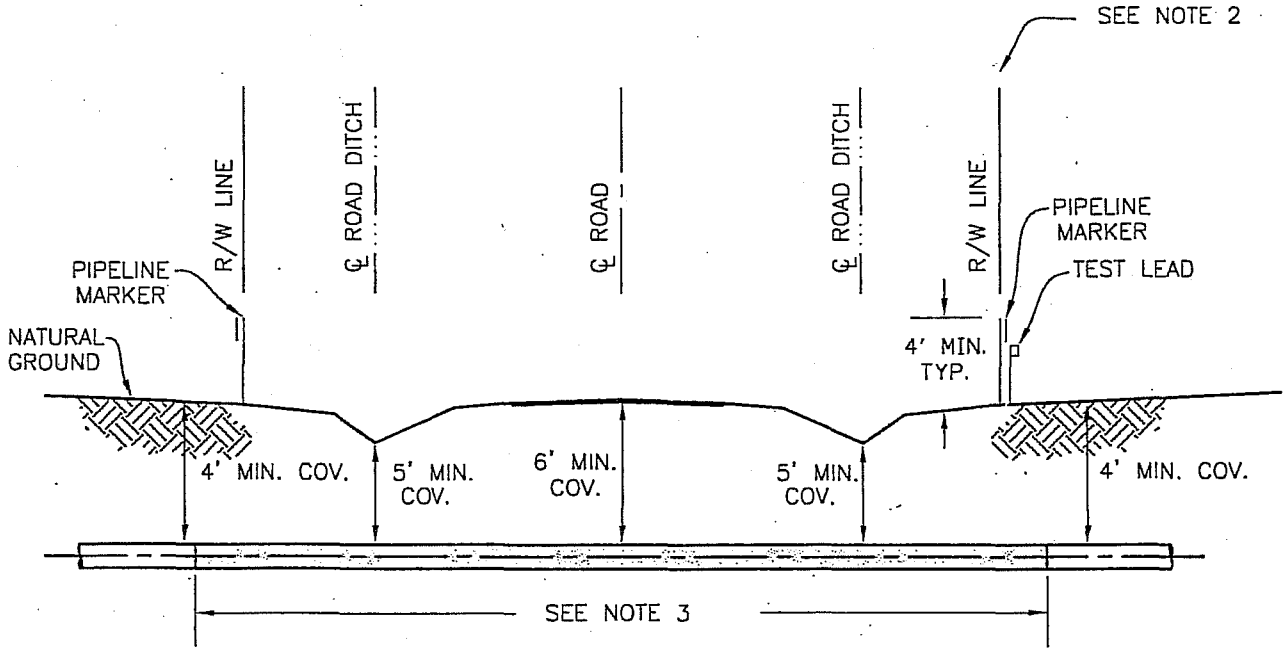 SEE NOTE 2
R/W LINE
℄ ROAD DITCH
℄ ROAD
℄ ROAD DITCH
R/W LINE
PIPELINE
MARKER
PIPELINE
MARKER
TEST LEAD
NATURAL
GROUND
4' MIN.
TYP.
4' MIN. COV.
5' MIN.
COV.
6' MIN.
COV.
5' MIN.
COV.
4' MIN. COV.
SEE NOTE 3